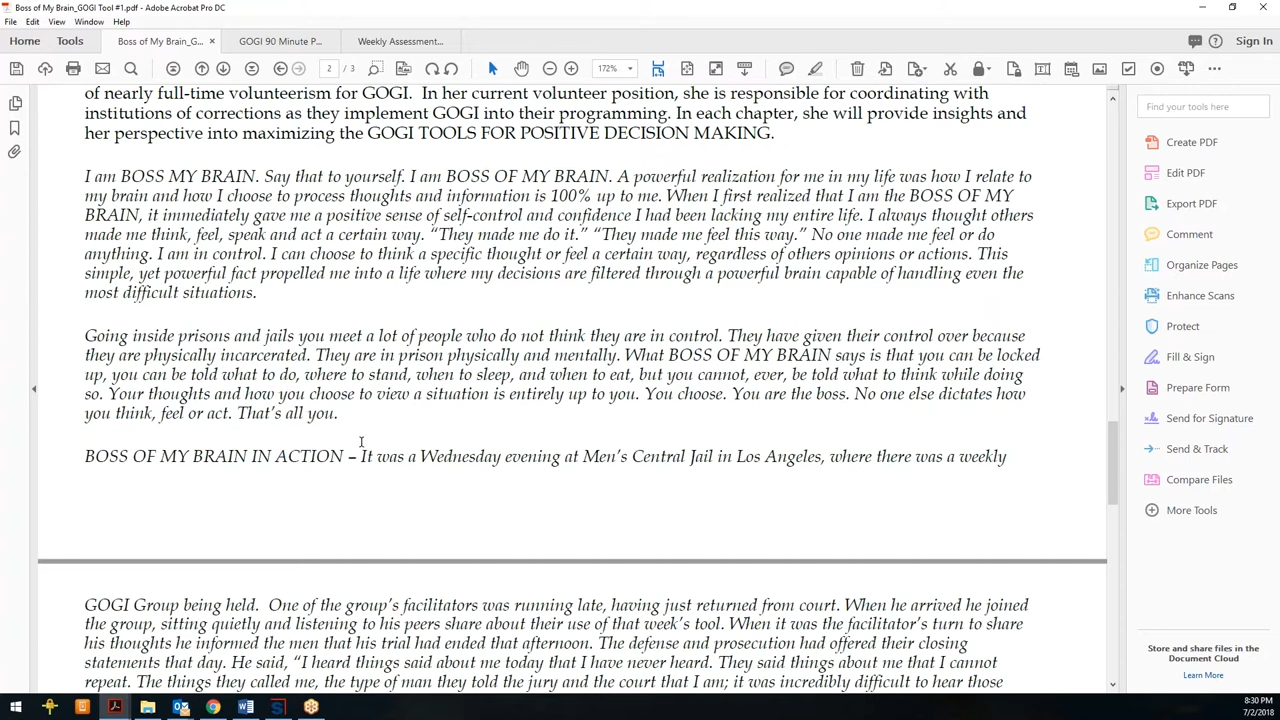 Boss of My Brain_GOGI Tool #1.pdf - Adobe Acrobat Pro DC
File Edit View Window Help
Home Tools Boss of My Brain_G... GOGI 90 Minute P... Weekly Assessment... Sign In
2 / 3 172%
of nearly full-time volunteerism for GOGI. In her current volunteer position, she is responsible for coordinating with
institutions of corrections as they implement GOGI into their programming. In each chapter, she will provide insights and
her perspective into maximizing the GOGI TOOLS FOR POSITIVE DECISION MAKING.
I am BOSS MY BRAIN. Say that to yourself. I am BOSS OF MY BRAIN. A powerful realization for me in my life was how I relate to
my brain and how I choose to process thoughts and information is 100% up to me. When I first realized that I am the BOSS OF MY
BRAIN, it immediately gave me a positive sense of self-control and confidence I had been lacking my entire life. I always thought others
made me think, feel, speak and act a certain way. “They made me do it.” “They made me feel this way.” No one made me feel or do
anything. I am in control. I can choose to think a specific thought or feel a certain way, regardless of others opinions or actions. This
simple, yet powerful fact propelled me into a life where my decisions are filtered through a powerful brain capable of handling even the
most difficult situations.
Going inside prisons and jails you meet a lot of people who do not think they are in control. They have given their control over because
they are physically incarcerated. They are in prison physically and mentally. What BOSS OF MY BRAIN says is that you can be locked
up, you can be told what to do, where to stand, when to sleep, and when to eat, but you cannot, ever, be told what to think while doing
so. Your thoughts and how you choose to view a situation is entirely up to you. You choose. You are the boss. No one else dictates how
you think, feel or act. That’s all you.
BOSS OF MY BRAIN IN ACTION – It was a Wednesday evening at Men’s Central Jail in Los Angeles, where there was a weekly
GOGI Group being held. One of the group’s facilitators was running late, having just returned from court. When he arrived he joined
the group, sitting quietly and listening to his peers share about their use of that week’s tool. When it was the facilitator’s turn to share
his thoughts he informed the men that his trial had ended that afternoon. The defense and prosecution had offered their closing
statements that day. He said, “I heard things said about me today that I have never heard. They said things about me that I cannot
repeat. The things they called me, the type of man they told the jury and the court that I am; it was incredibly difficult to hear those
Find your tools here
Create PDF
Edit PDF
Export PDF
Comment
Organize Pages
Enhance Scans
Protect
Fill & Sign
Prepare Form
Send for Signature
Send & Track
Compare Files
More Tools
Store and share files in the
Document Cloud
Learn More
8:30 PM
7/2/2018